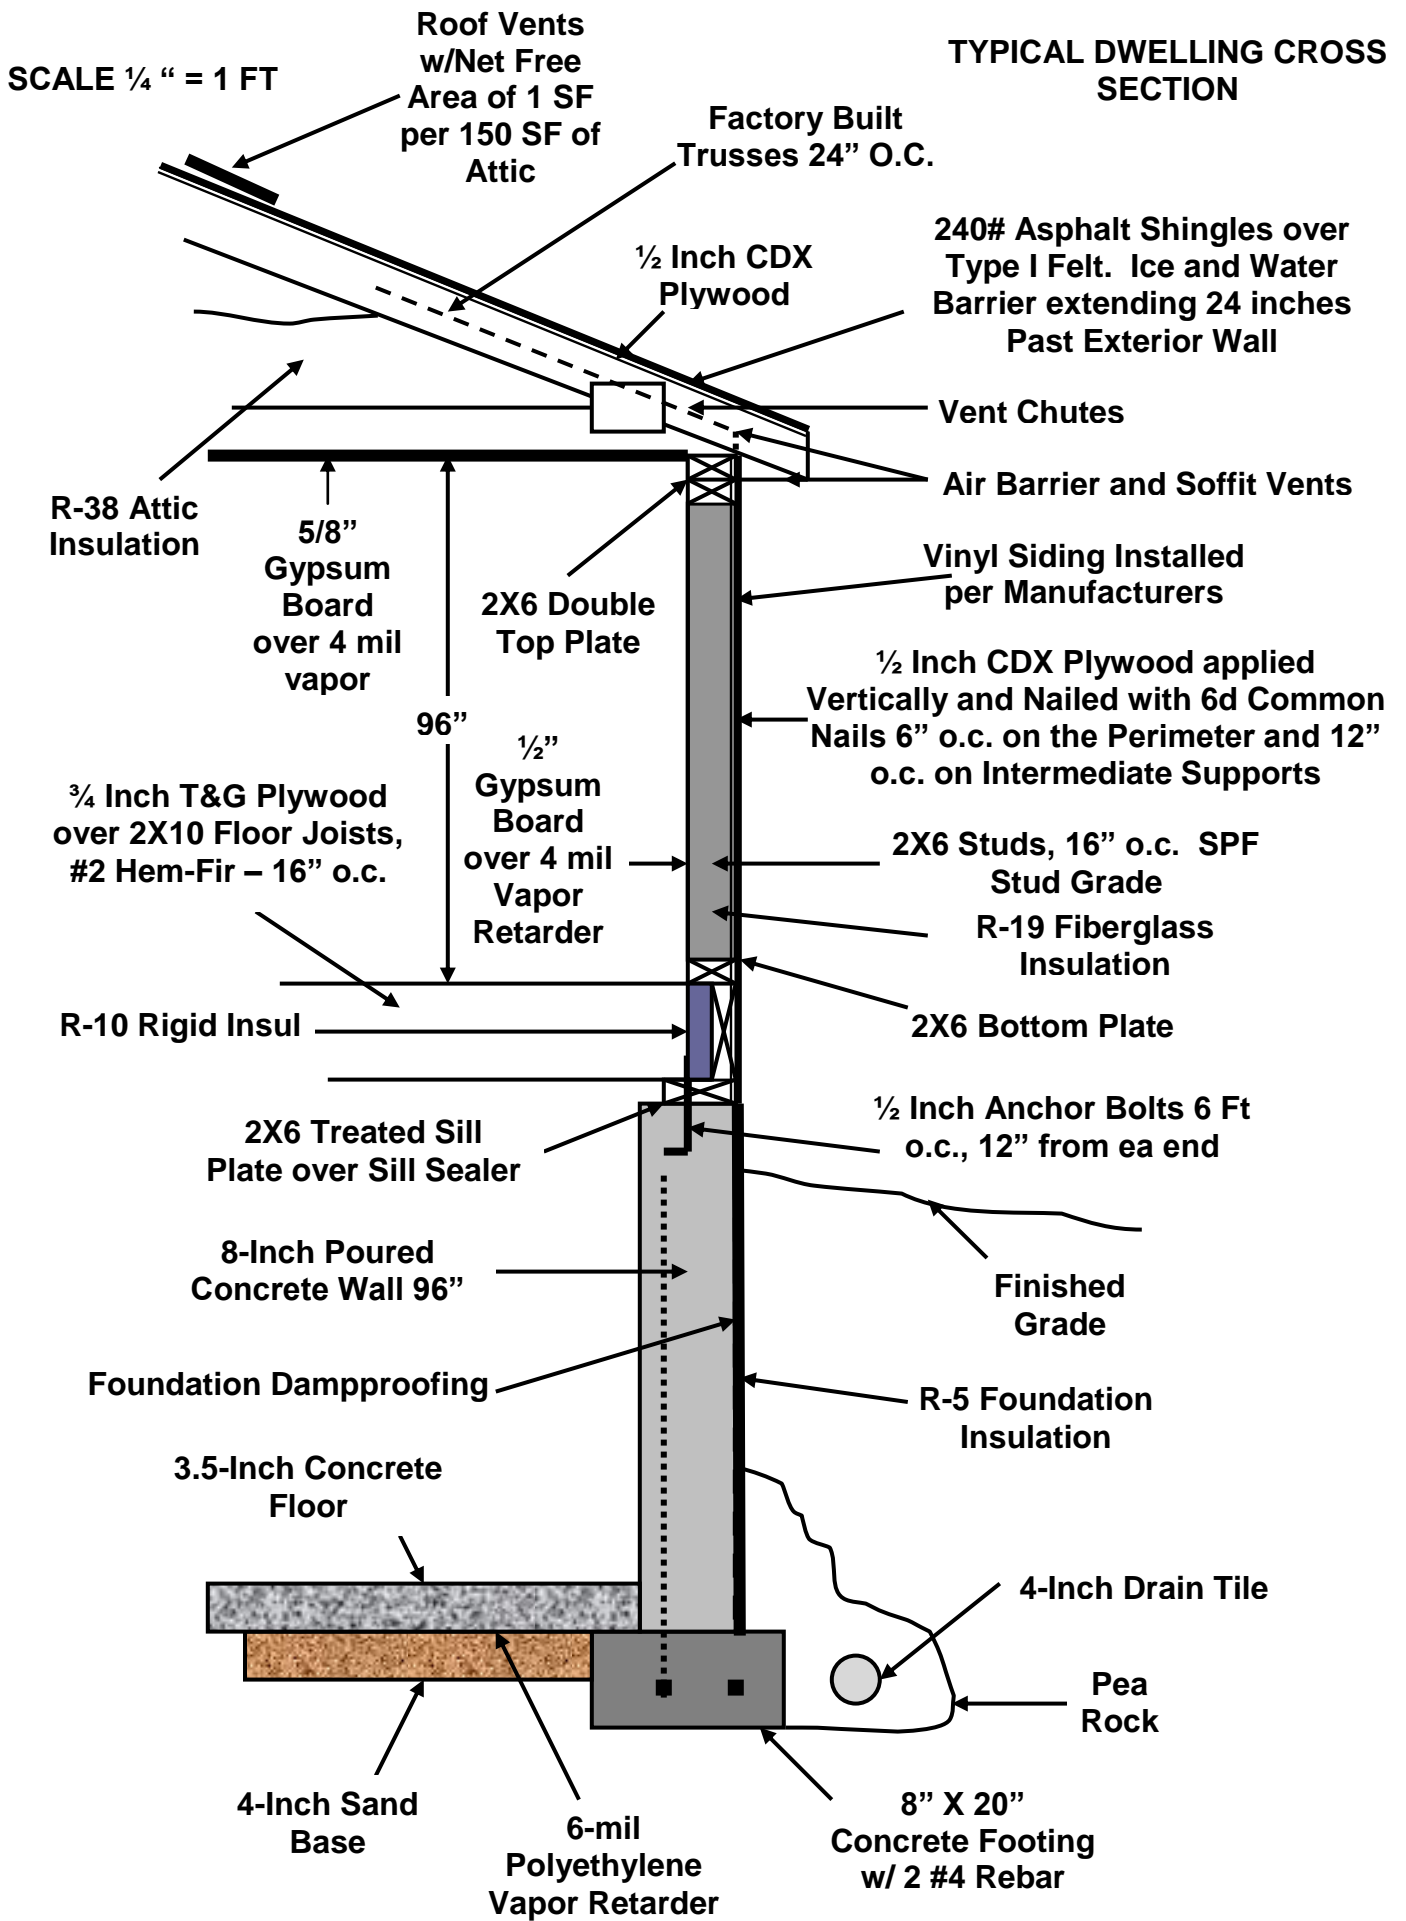 SCALE ¼ “ = 1 FT
Roof Vents
w/Net Free
Area of 1 SF
per 150 SF of
Attic
TYPICAL DWELLING CROSS
SECTION
Factory Built
Trusses 24” O.C.
½ Inch CDX
Plywood
240# Asphalt Shingles over
Type I Felt. Ice and Water
Barrier extending 24 inches
Past Exterior Wall
Vent Chutes
Air Barrier and Soffit Vents
R-38 Attic
Insulation
5/8”
Gypsum
Board
over 4 mil
vapor
2X6 Double
Top Plate
Vinyl Siding Installed
per Manufacturers
½ Inch CDX Plywood applied
Vertically and Nailed with 6d Common
Nails 6” o.c. on the Perimeter and 12”
o.c. on Intermediate Supports
96”
½”
Gypsum
Board
over 4 mil
Vapor
Retarder
¾ Inch T&G Plywood
over 2X10 Floor Joists,
#2 Hem-Fir – 16” o.c.
2X6 Studs, 16” o.c. SPF
Stud Grade
R-19 Fiberglass
Insulation
R-10 Rigid Insul
2X6 Bottom Plate
2X6 Treated Sill
Plate over Sill Sealer
½ Inch Anchor Bolts 6 Ft
o.c., 12” from ea end
8-Inch Poured
Concrete Wall 96”
Finished
Grade
Foundation Dampproofing
R-5 Foundation
Insulation
3.5-Inch Concrete
Floor
4-Inch Drain Tile
Pea
Rock
4-Inch Sand
Base
6-mil
Polyethylene
Vapor Retarder
8” X 20”
Concrete Footing
w/ 2 #4 Rebar